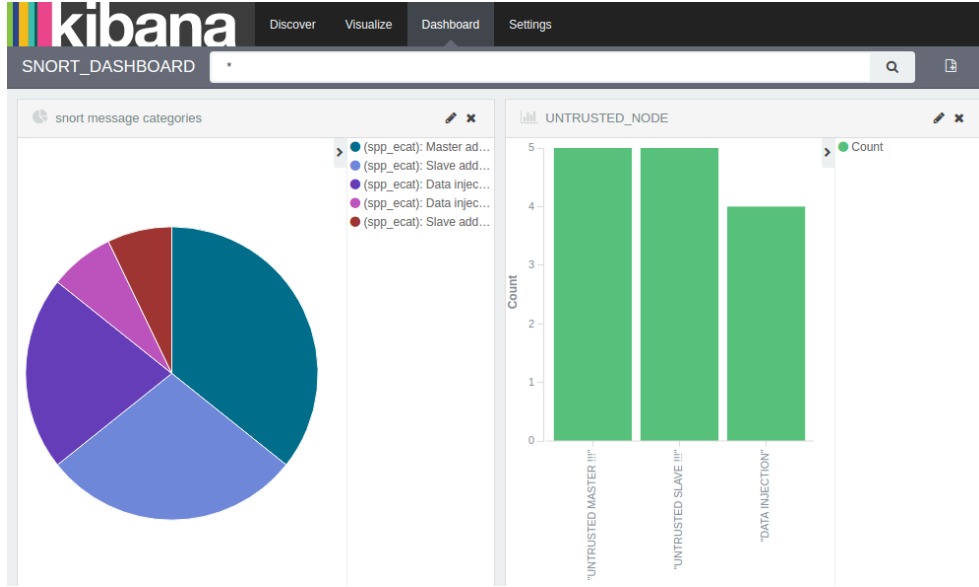 kibana
Discover Visualize Dashboard Settings
SNORT_DASHBOARD *
snort message categories
(spp_ecat): Master ad...
(spp_ecat): Slave add...
(spp_ecat): Data injec...
(spp_ecat): Data injec...
(spp_ecat): Slave add...
UNTRUSTED_NODE
Count
5
4
3
2
1
0
Count
"UNTRUSTED MASTER !!!"
"UNTRUSTED SLAVE !!!"
"DATA INJECTION"